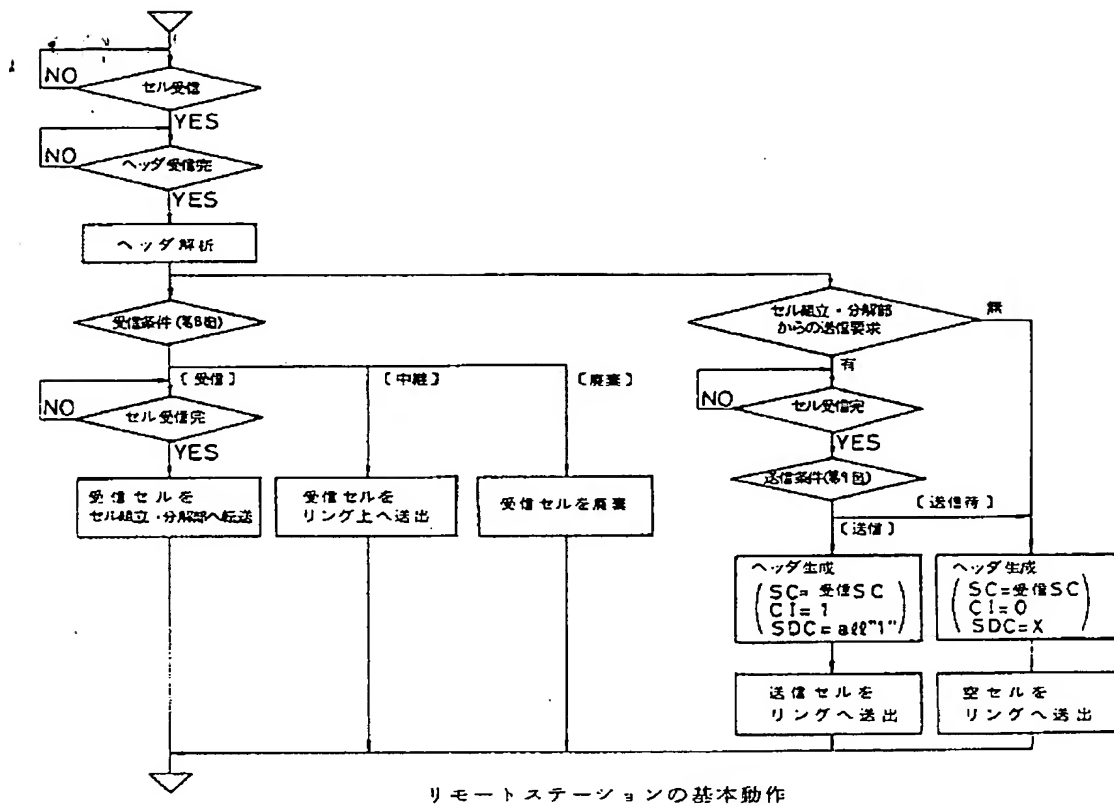 NO
セル受信
YES
NO
ヘッダ受信完
YES
ヘッダ解析
受信条件(第8図)
セル組立・分解部
からの送信要求
無
有
[受信]
[中継]
[廃棄]
NO
セル受信完
YES
NO
セル受信完
YES
送信条件(第9図)
[送信荷]
[送信]
受信セルを
セル組立・分解部へ転送
受信セルを
リング上へ送出
受信セルを廃棄
ヘッダ生成
SC=受信SC
CI=1
SDC=all"1"
ヘッダ生成
SC=受信SC
CI=0
SDC=X
送信セルを
リングへ送出
空セルを
リングへ送出
リモートステーションの基本動作